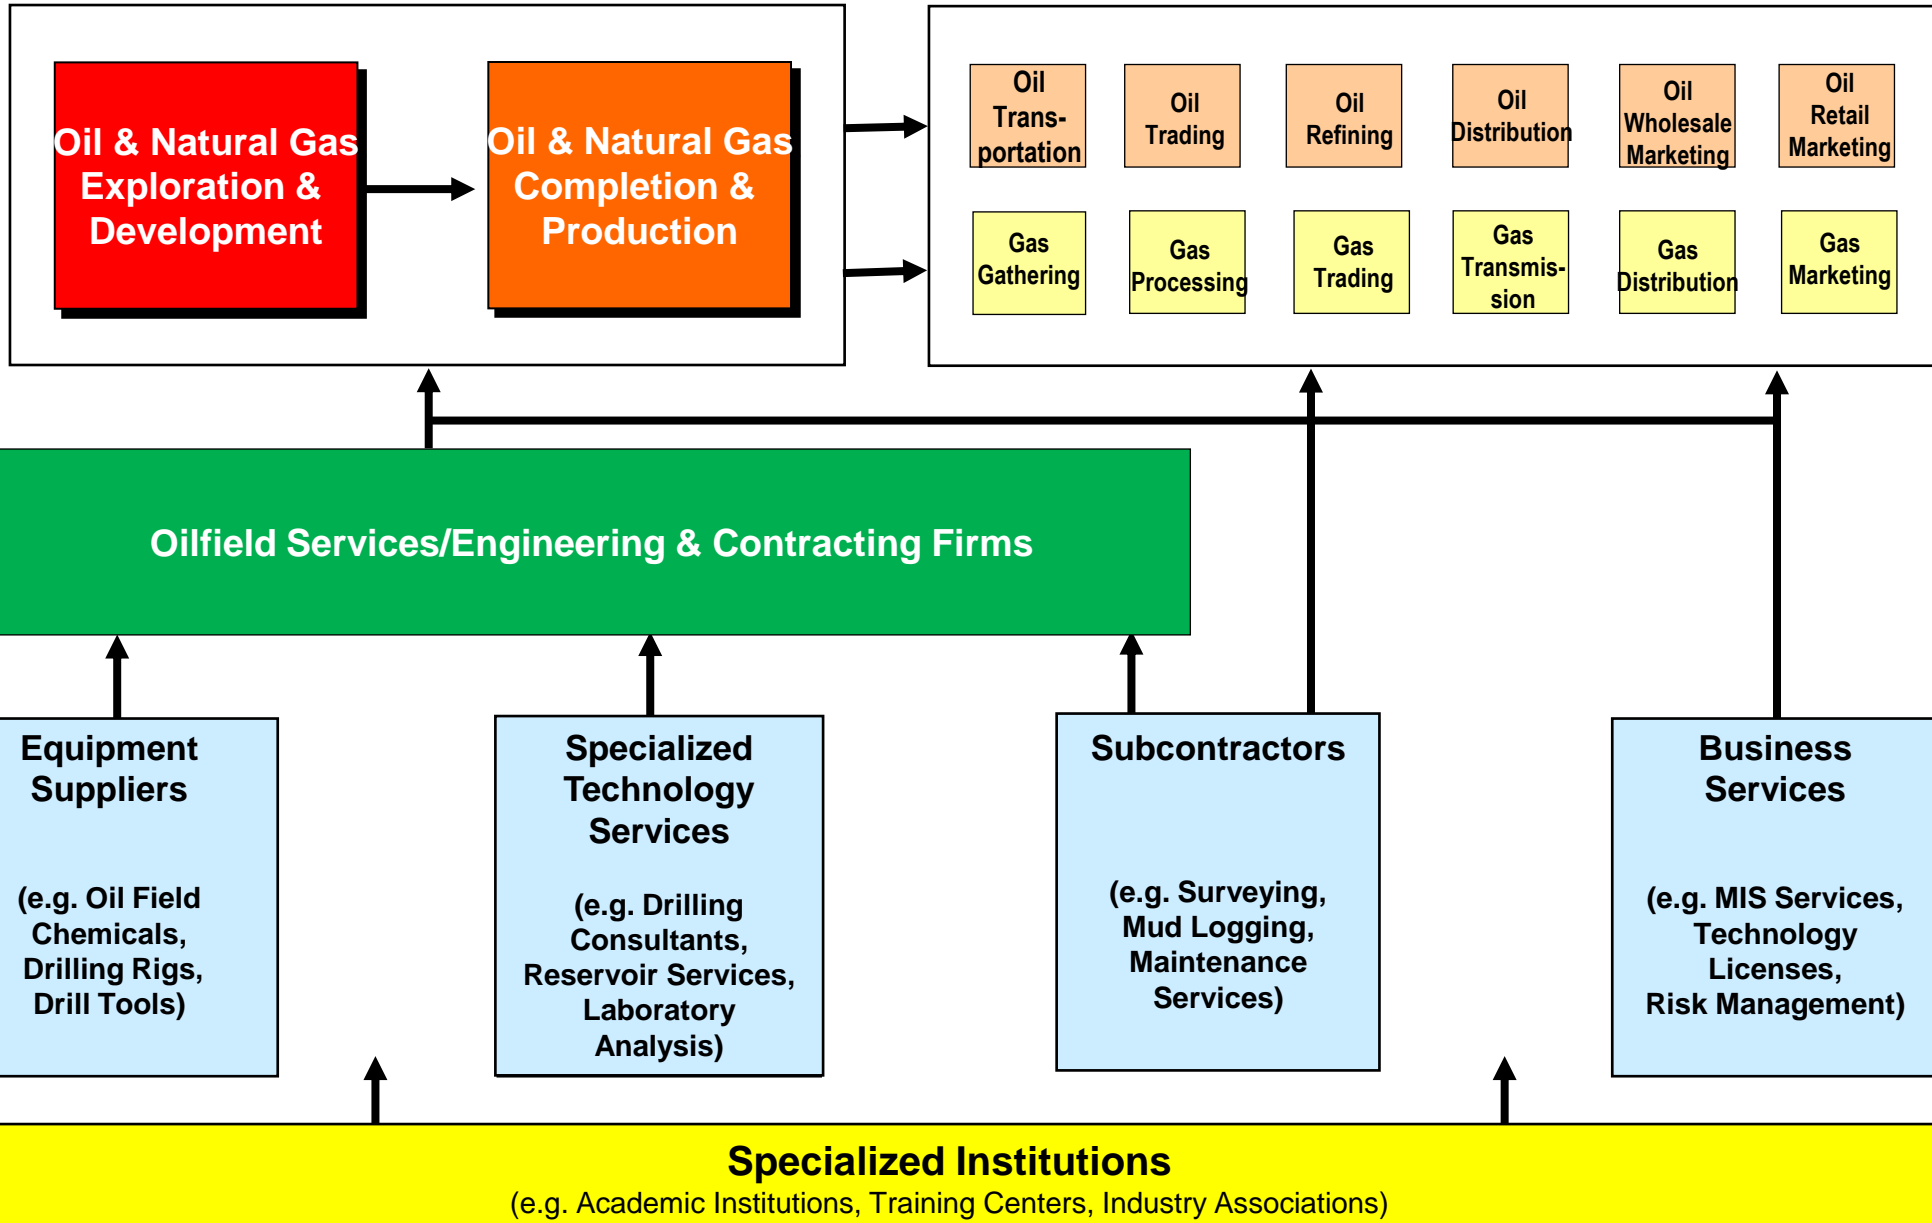 Oil & Natural Gas
Exploration &
Development
Oil & Natural Gas
Completion &
Production
Oil
Trans-
portation
Oil
Trading
Oil
Refining
Oil
Distribution
Oil
Wholesale
Marketing
Oil
Retail
Marketing
Gas
Gathering
Gas
Processing
Gas
Trading
Gas
Transmis-
sion
Gas
Distribution
Gas
Marketing
Oilfield Services/Engineering & Contracting Firms
Equipment
Suppliers
(e.g. Oil Field
Chemicals,
Drilling Rigs,
Drill Tools)
Specialized
Technology
Services
(e.g. Drilling
Consultants,
Reservoir Services,
Laboratory
Analysis)
Subcontractors
(e.g. Surveying,
Mud Logging,
Maintenance
Services)
Business
Services
(e.g. MIS Services,
Technology
Licenses,
Risk Management)
Specialized Institutions
(e.g. Academic Institutions, Training Centers, Industry Associations)